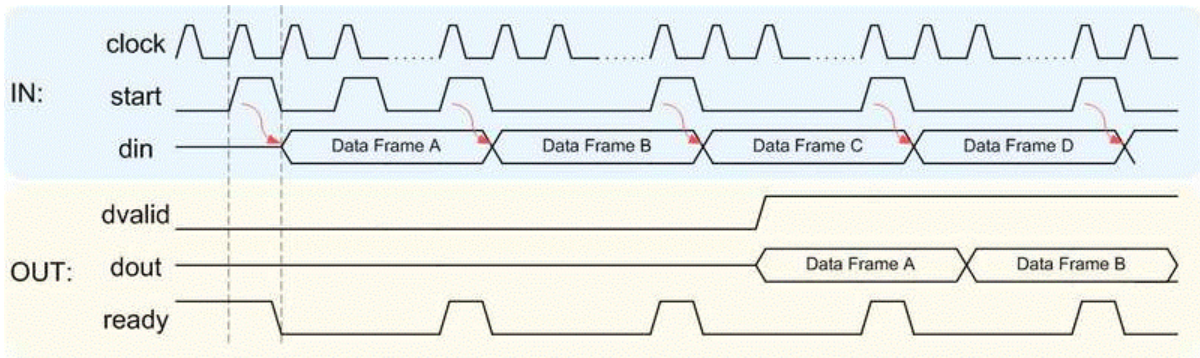 IN:
clock
start
din
Data Frame A
Data Frame B
Data Frame C
Data Frame D
OUT:
dvalid
dout
Data Frame A
Data Frame B
ready